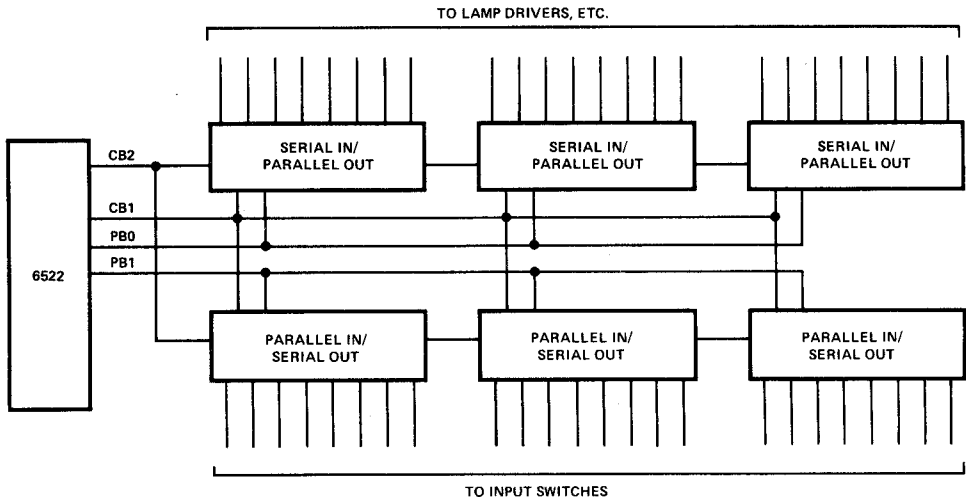 TO LAMP DRIVERS, ETC.
SERIAL IN/
PARALLEL OUT
SERIAL IN/
PARALLEL OUT
SERIAL IN/
PARALLEL OUT
CB2
CB1
PB0
PB1
6522
PARALLEL IN/
SERIAL OUT
PARALLEL IN/
SERIAL OUT
PARALLEL IN/
SERIAL OUT
TO INPUT SWITCHES